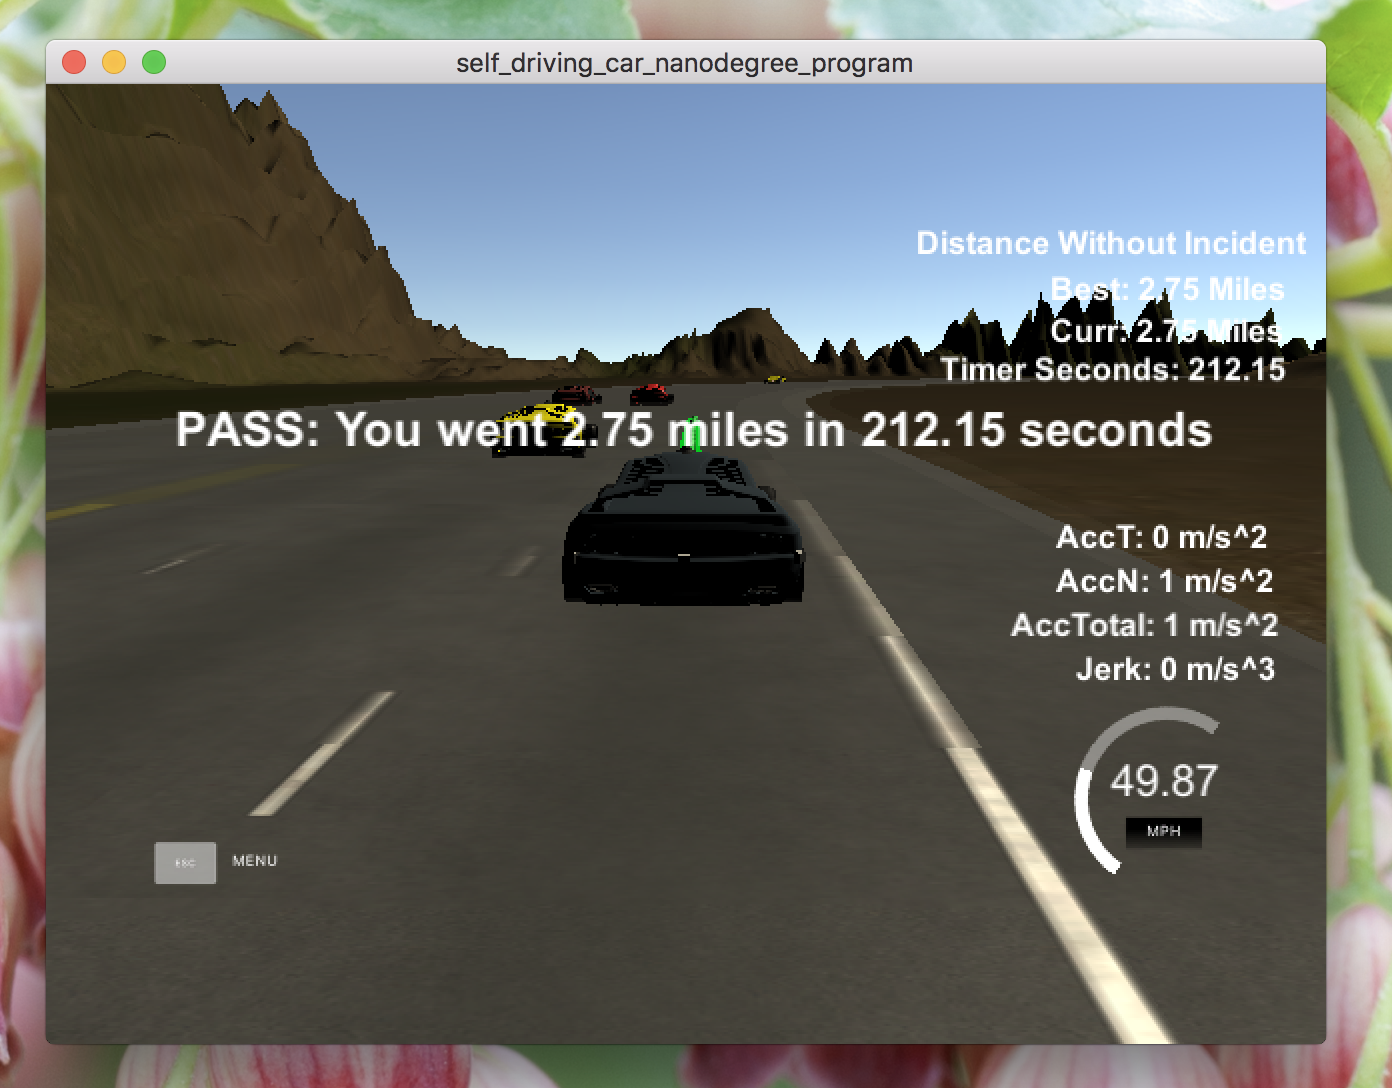 self_driving_car_nanodegree_program
Distance Without Incident
Best: 2.75 Miles
Curr: 2.75 Miles
Timer Seconds: 212.15
PASS: You went 2.75 miles in 212.15 seconds
AccT: 0 m/s^2
AccN: 1 m/s^2
AccTotal: 1 m/s^2
Jerk: 0 m/s^3
49.87
MPH
ESC MENU